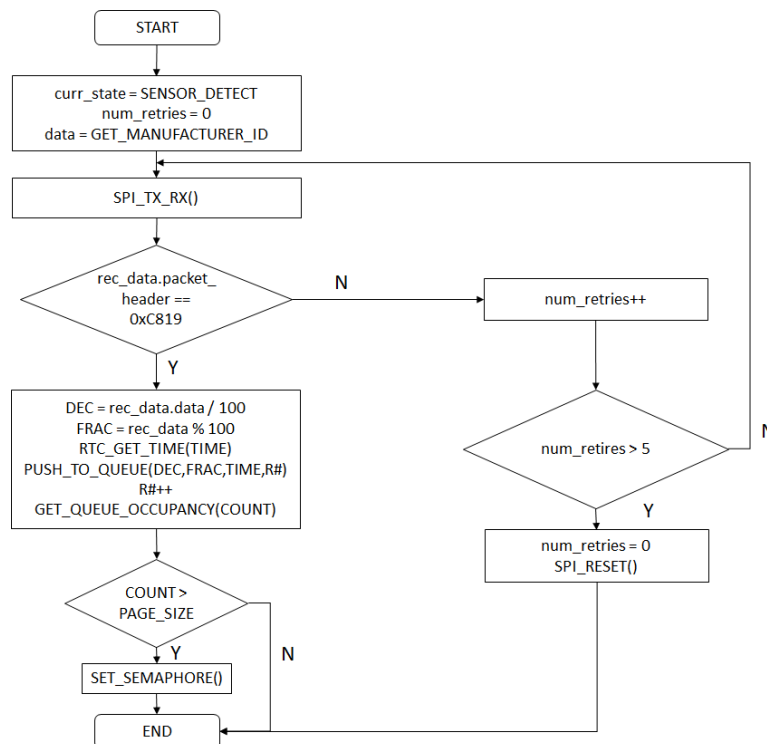 START
curr_state = SENSOR_DETECT
num_retries = 0
data = GET_MANUFACTURER_ID
SPI_TX_RX()
rec_data.packet_
header ==
0xC819
N
num_retries++
Y
DEC = rec_data.data / 100
FRAC = rec_data % 100
RTC_GET_TIME(TIME)
PUSH_TO_QUEUE(DEC,FRAC,TIME,R#)
R#++
GET_QUEUE_OCCUPANCY(COUNT)
num_retires > 5
N
Y
num_retries = 0
SPI_RESET()
COUNT >
PAGE_SIZE
Y
N
SET_SEMAPHORE()
END